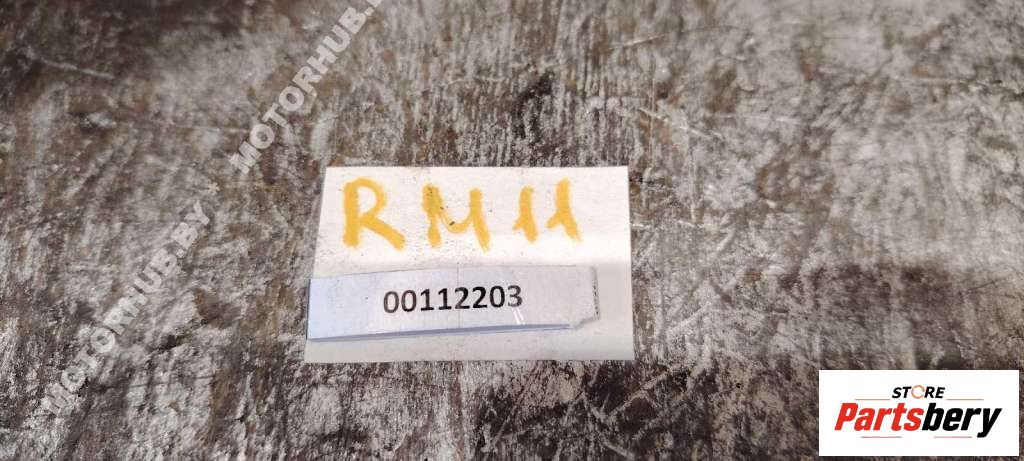 MOTORHUB.BY
MOTORHUB.BY
RM11
00112203
STORE
Partsbery